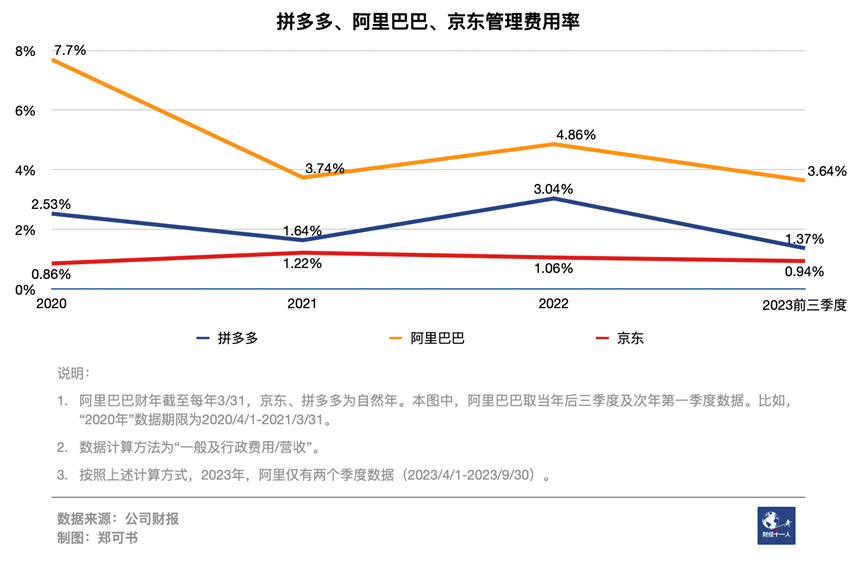 拼多多、阿里巴巴、京东管理费用率
8%
7.7%
6%
4.86%
4%
3.74%
3.64%
3.04%
2.53%
2%
1.64%
1.37%
1.22%
1.06%
0.94%
0.86%
0%
2020
2021
2022
2023前三季度
拼多多
阿里巴巴
京东
说明：
1. 阿里巴巴财年截至每年3/31，京东、拼多多为自然年。本图中，阿里巴巴取当年后三季度及次年第一季度数据。比如，
“2020年”数据期限为2020/4/1-2021/3/31。
2. 数据计算方法为“一般及行政费用/营收”。
3. 按照上述计算方式，2023年，阿里仅有两个季度数据（2023/4/1-2023/9/30）。
数据来源：公司财报
制图：郑可书
财经十一人